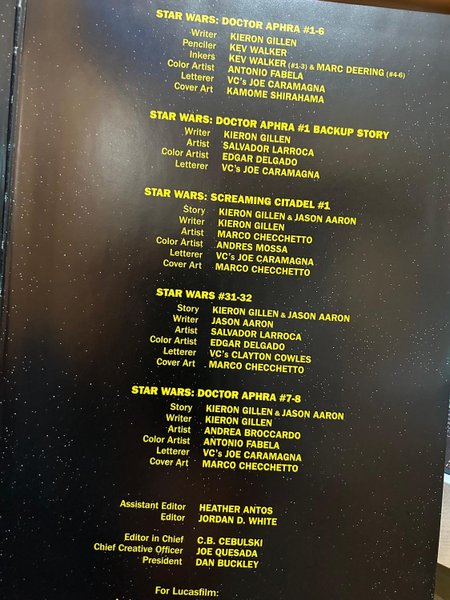 STAR WARS: DOCTOR APHRA #1-6
Writer KIERON GILLEN
Penciler KEV WALKER
Inkers KEV WALKER (#1-3) & MARC DEERING (#4-6)
Color Artist ANTONIO FABELA
Letterer VC's JOE CARAMAGNA
Cover Art KAMOME SHIRAHAMA
STAR WARS: DOCTOR APHRA #1 BACKUP STORY
Writer KIERON GILLEN
Artist SALVADOR LARROCA
Color Artist EDGAR DELGADO
Letterer VC's JOE CARAMAGNA
STAR WARS: SCREAMING CITADEL #1
Story KIERON GILLEN & JASON AARON
Writer KIERON GILLEN
Artist MARCO CHECCHETTO
Color Artist ANDRES MOSSA
Letterer VC's JOE CARAMAGNA
Cover Art MARCO CHECCHETTO
STAR WARS #31-32
Story KIERON GILLEN & JASON AARON
Writer JASON AARON
Artist SALVADOR LARROCA
Color Artist EDGAR DELGADO
Letterer VC's CLAYTON COWLES
Cover Art MARCO CHECCHETTO
STAR WARS: DOCTOR APHRA #7-8
Story KIERON GILLEN & JASON AARON
Writer KIERON GILLEN
Artist ANDREA BROCCARDO
Color Artist ANTONIO FABELA
Letterer VC's JOE CARAMAGNA
Cover Art MARCO CHECCHETTO
Assistant Editor HEATHER ANTOS
Editor JORDAN D. WHITE
Editor in Chief C.B. CEBULSKI
Chief Creative Officer JOE QUESADA
President DAN BUCKLEY
For Lucasfilm: